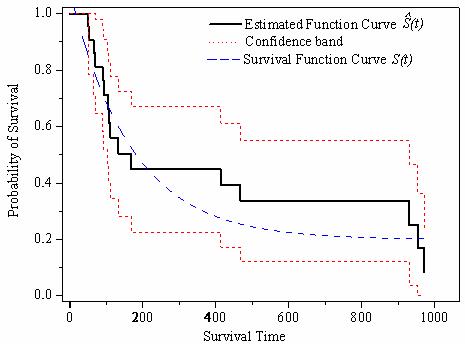 Estimated Function Curve Ŝ(t)
Confidence band
Survival Function Curve S(t)
Probability of Survival
1.0
0.8
0.6
0.4
0.2
0.0
0 200 400 600 800 1000
Survival Time